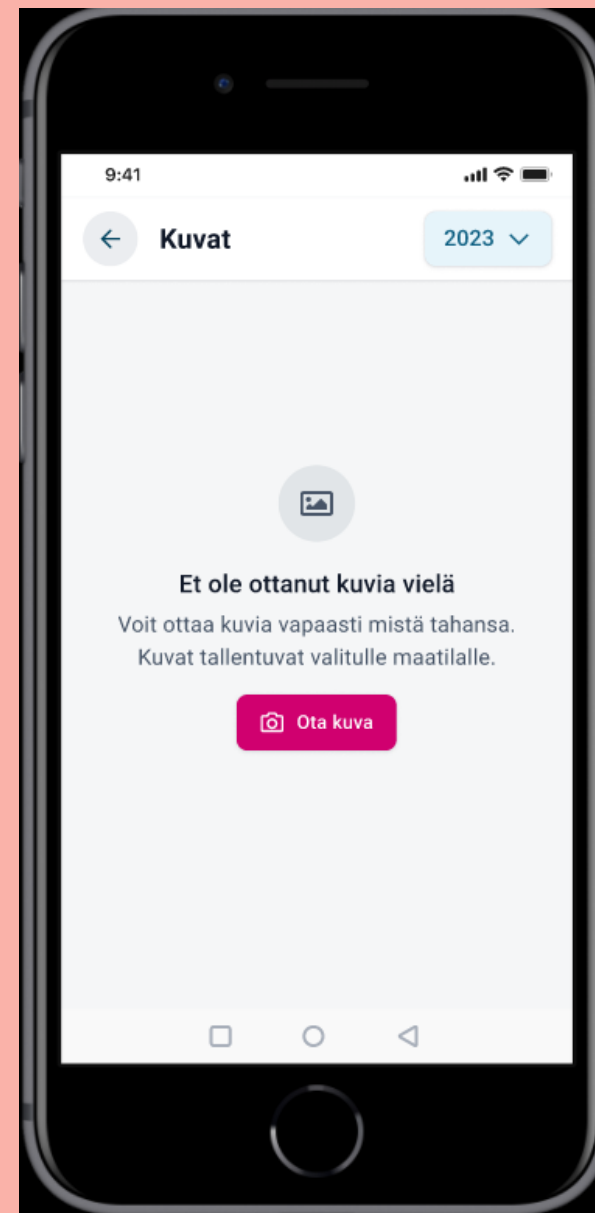 9:41
Kuvat
2023
Et ole ottanut kuvia vielä
Voit ottaa kuvia vapaasti mistä tahansa.
Kuvat tallentuvat valitulle maatilalle.
Ota kuva